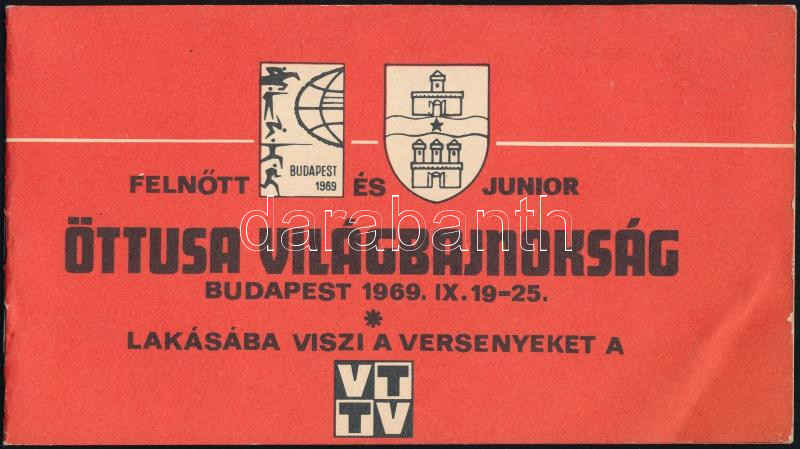 BUDAPEST
1969
FELNŐTT ÉS JUNIOR
ÖTTUSA VILÁGBAJNOKSÁG
BUDAPEST 1969. IX. 19-25.
*
LAKÁSÁBA VISZI A VERSENYEKET A
VT
TV
darabanth